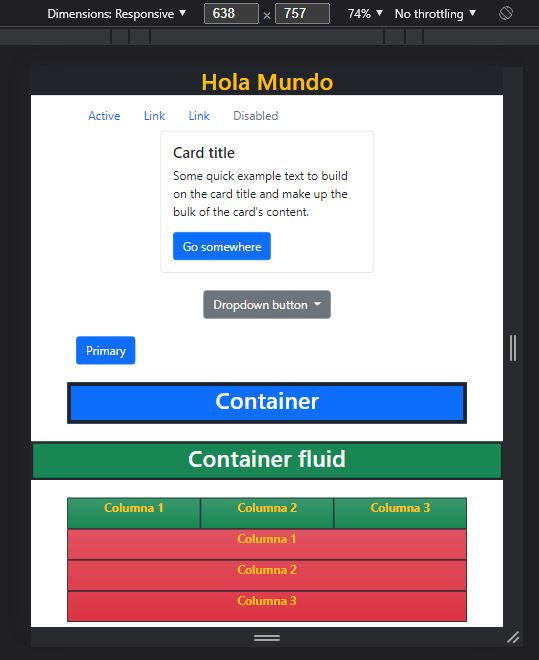 Dimensions: Responsive 638 × 757 74% No throttling
Hola Mundo
Active Link Link Disabled
Card title
Some quick example text to build
on the card title and make up the
bulk of the card's content.
Go somewhere
Dropdown button
Primary
Container
Container fluid
Columna 1 Columna 2 Columna 3
Columna 1
Columna 2
Columna 3